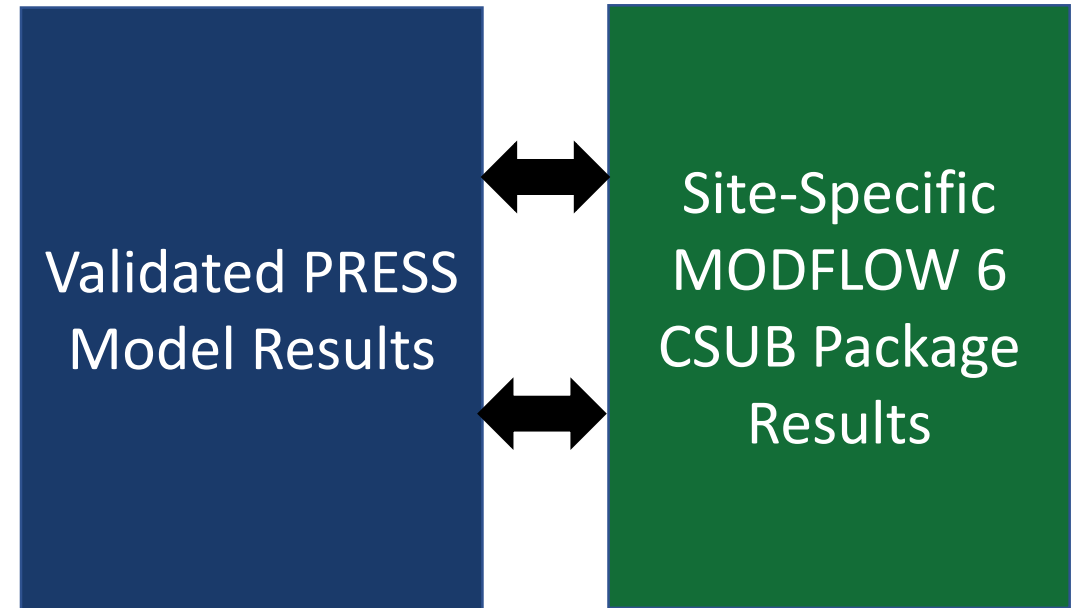 Validated PRESS
Model Results
Site-Specific
MODFLOW 6
CSUB Package
Results